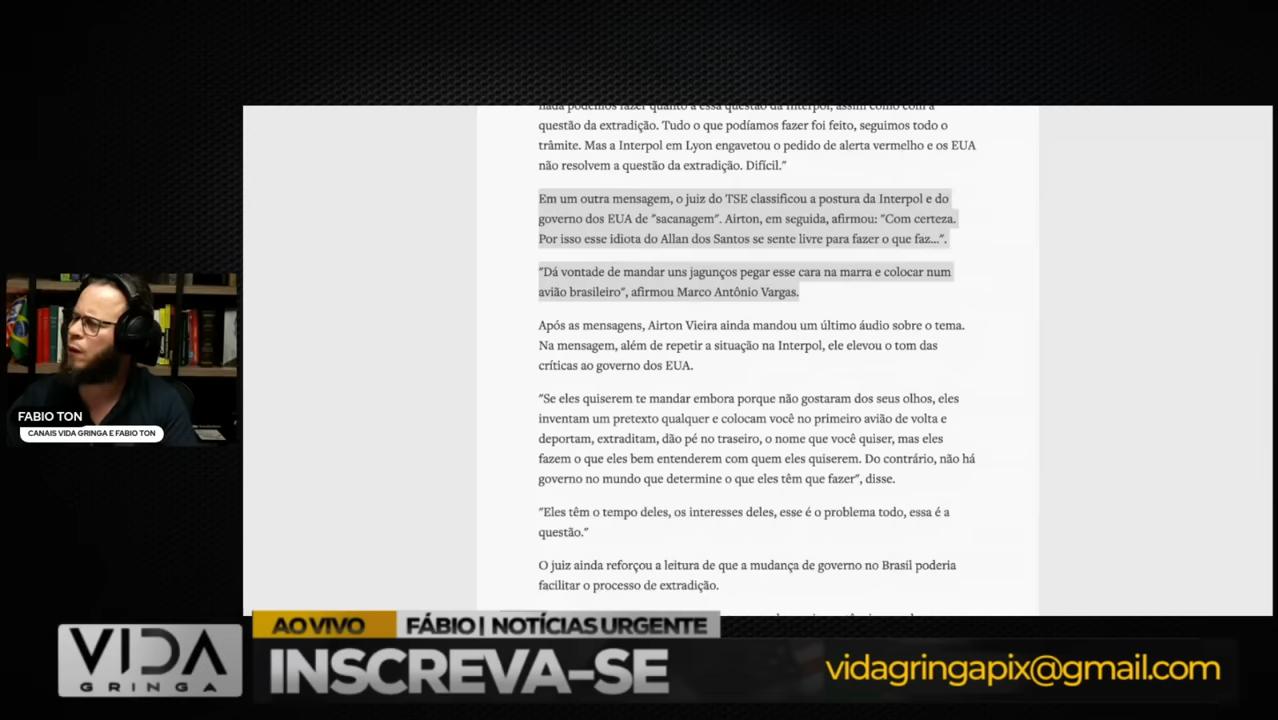 nada podemos fazer quanto a essa questão da Interpol, assim como com a
questão da extradição. Tudo o que podíamos fazer foi feito, seguimos todo o
trâmite. Mas a Interpol em Lyon engavetou o pedido de alerta vermelho e os EUA
não resolvem a questão da extradição. Difícil."
Em um outra mensagem, o juiz do TSE classificou a postura da Interpol e do
governo dos EUA de "sacanagem". Airton, em seguida, afirmou: "Com certeza.
Por isso esse idiota do Allan dos Santos se sente livre para fazer o que faz...".
"Dá vontade de mandar uns jagunços pegar esse cara na marra e colocar num
avião brasileiro", afirmou Marco Antônio Vargas.
Após as mensagens, Airton Vieira ainda mandou um último áudio sobre o tema.
Na mensagem, além de repetir a situação na Interpol, ele elevou o tom das
críticas ao governo dos EUA.
"Se eles quiserem te mandar embora porque não gostaram dos seus olhos, eles
inventam um pretexto qualquer e colocam você no primeiro avião de volta e
deportam, extraditam, dão pé no traseiro, o nome que você quiser, mas eles
fazem o que eles bem entenderem com quem eles quiserem. Do contrário, não há
governo no mundo que determine o que eles têm que fazer", disse.
"Eles têm o tempo deles, os interesses deles, esse é o problema todo, essa é a
questão."
O juiz ainda reforçou a leitura de que a mudança de governo no Brasil poderia
facilitar o processo de extradição.
FABIO TON
CANAIS VIDA GRINGA E FABIO TON
AO VIVO FÁBIO | NOTÍCIAS URGENTE
VIDA
GRINGA
INSCREVA-SE
vidagringapix@gmail.com